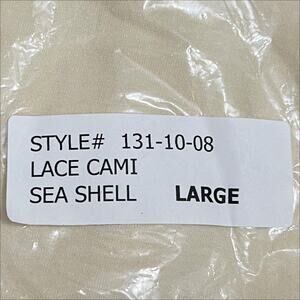 STYLE# 131-10-08
LACE CAMI
SEA SHELL LARGE